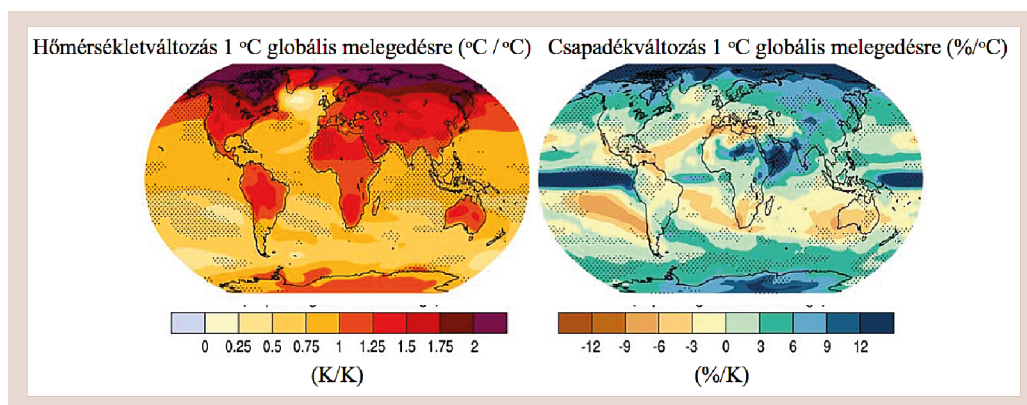 Hőmérsékletváltozás 1 °C globális melegedésre (°C / °C)
Csapadékváltozás 1 °C globális melegedésre (%/°C)
0 0.25 0.5 0.75 1 1.25 1.5 1.75 2
-12 -9 -6 -3 0 3 6 9 12
(K/K)
(%/K)